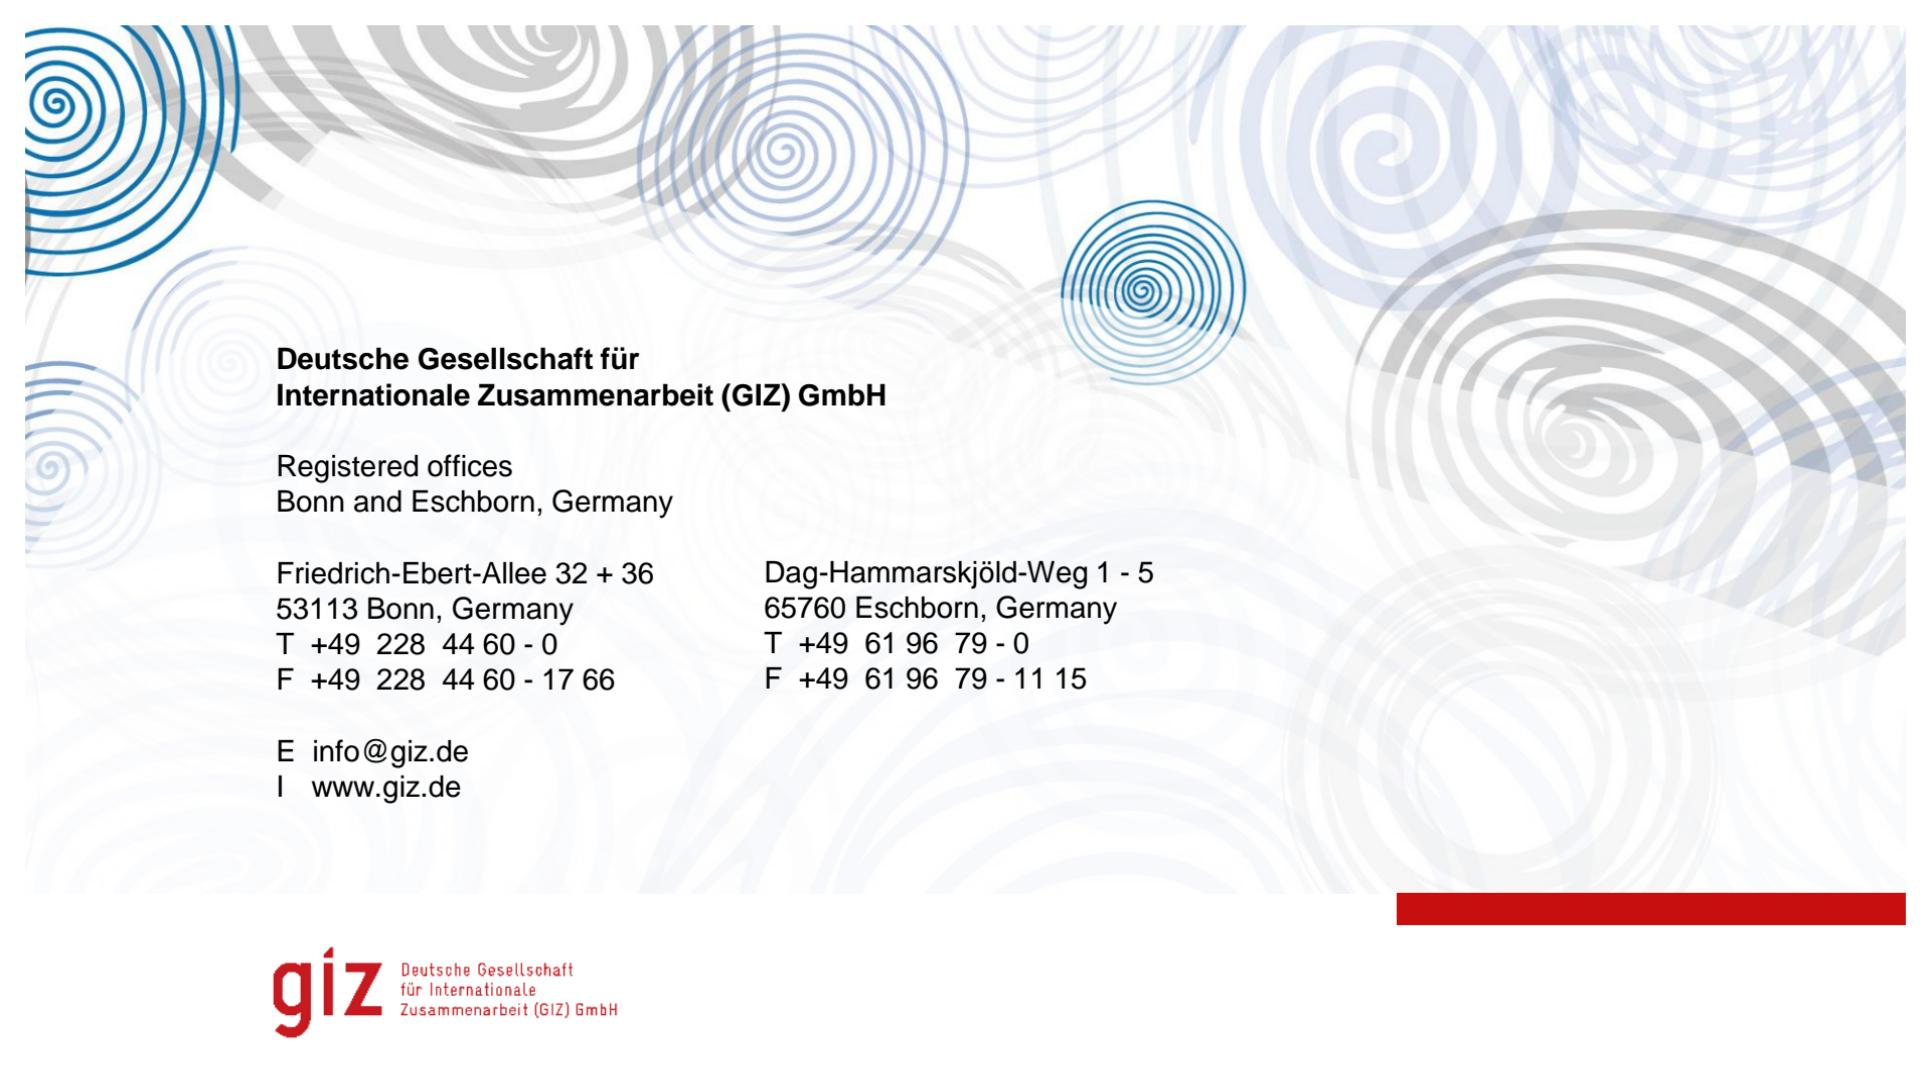 Deutsche Gesellschaft für
Internationale Zusammenarbeit (GIZ) GmbH
Registered offices
Bonn and Eschborn, Germany
Friedrich-Ebert-Allee 32 + 36
53113 Bonn, Germany
T +49 228 44 60 - 0
F +49 228 44 60 - 17 66
Dag-Hammarskjöld-Weg 1 - 5
65760 Eschborn, Germany
T +49 61 96 79 - 0
F +49 61 96 79 - 11 15
E info@giz.de
I www.giz.de
giz
Deutsche Gesellschaft
für Internationale
Zusammenarbeit (GIZ) GmbH